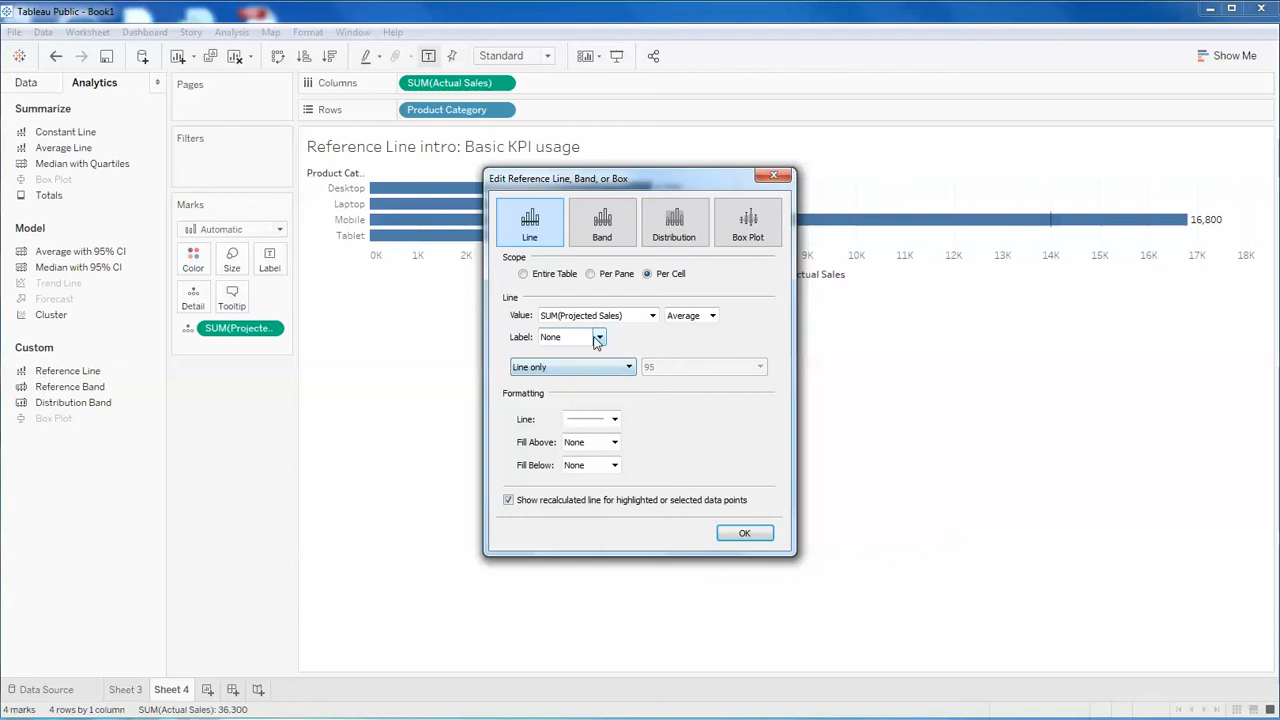 Tableau Public - Book1
File Data Worksheet Dashboard Story Analysis Map Format Window Help
Standard
Show Me
Data Analytics
Pages
Columns SUM(Actual Sales)
Rows Product Category
Summarize
Constant Line
Average Line
Median with Quartiles
Box Plot
Totals
Model
Average with 95% CI
Median with 95% CI
Trend Line
Forecast
Cluster
Custom
Reference Line
Reference Band
Distribution Band
Box Plot
Filters
Marks
Automatic
Color Size Label
Detail Tooltip
SUM(Projecte..
Reference Line intro: Basic KPI usage
Product Cat..
Desktop
Laptop
Mobile 16,800
Tablet
0K 1K 2K 9K 10K 11K 12K 13K 14K 15K 16K 17K 18K
ctual Sales
Edit Reference Line, Band, or Box
Line Band Distribution Box Plot
Scope
Entire Table Per Pane Per Cell
Line
Value: SUM(Projected Sales) Average
Label: None
Line only 95
Formatting
Line:
Fill Above: None
Fill Below: None
Show recalculated line for highlighted or selected data points
OK
Data Source Sheet 3 Sheet 4
4 marks 4 rows by 1 column SUM(Actual Sales): 36,300